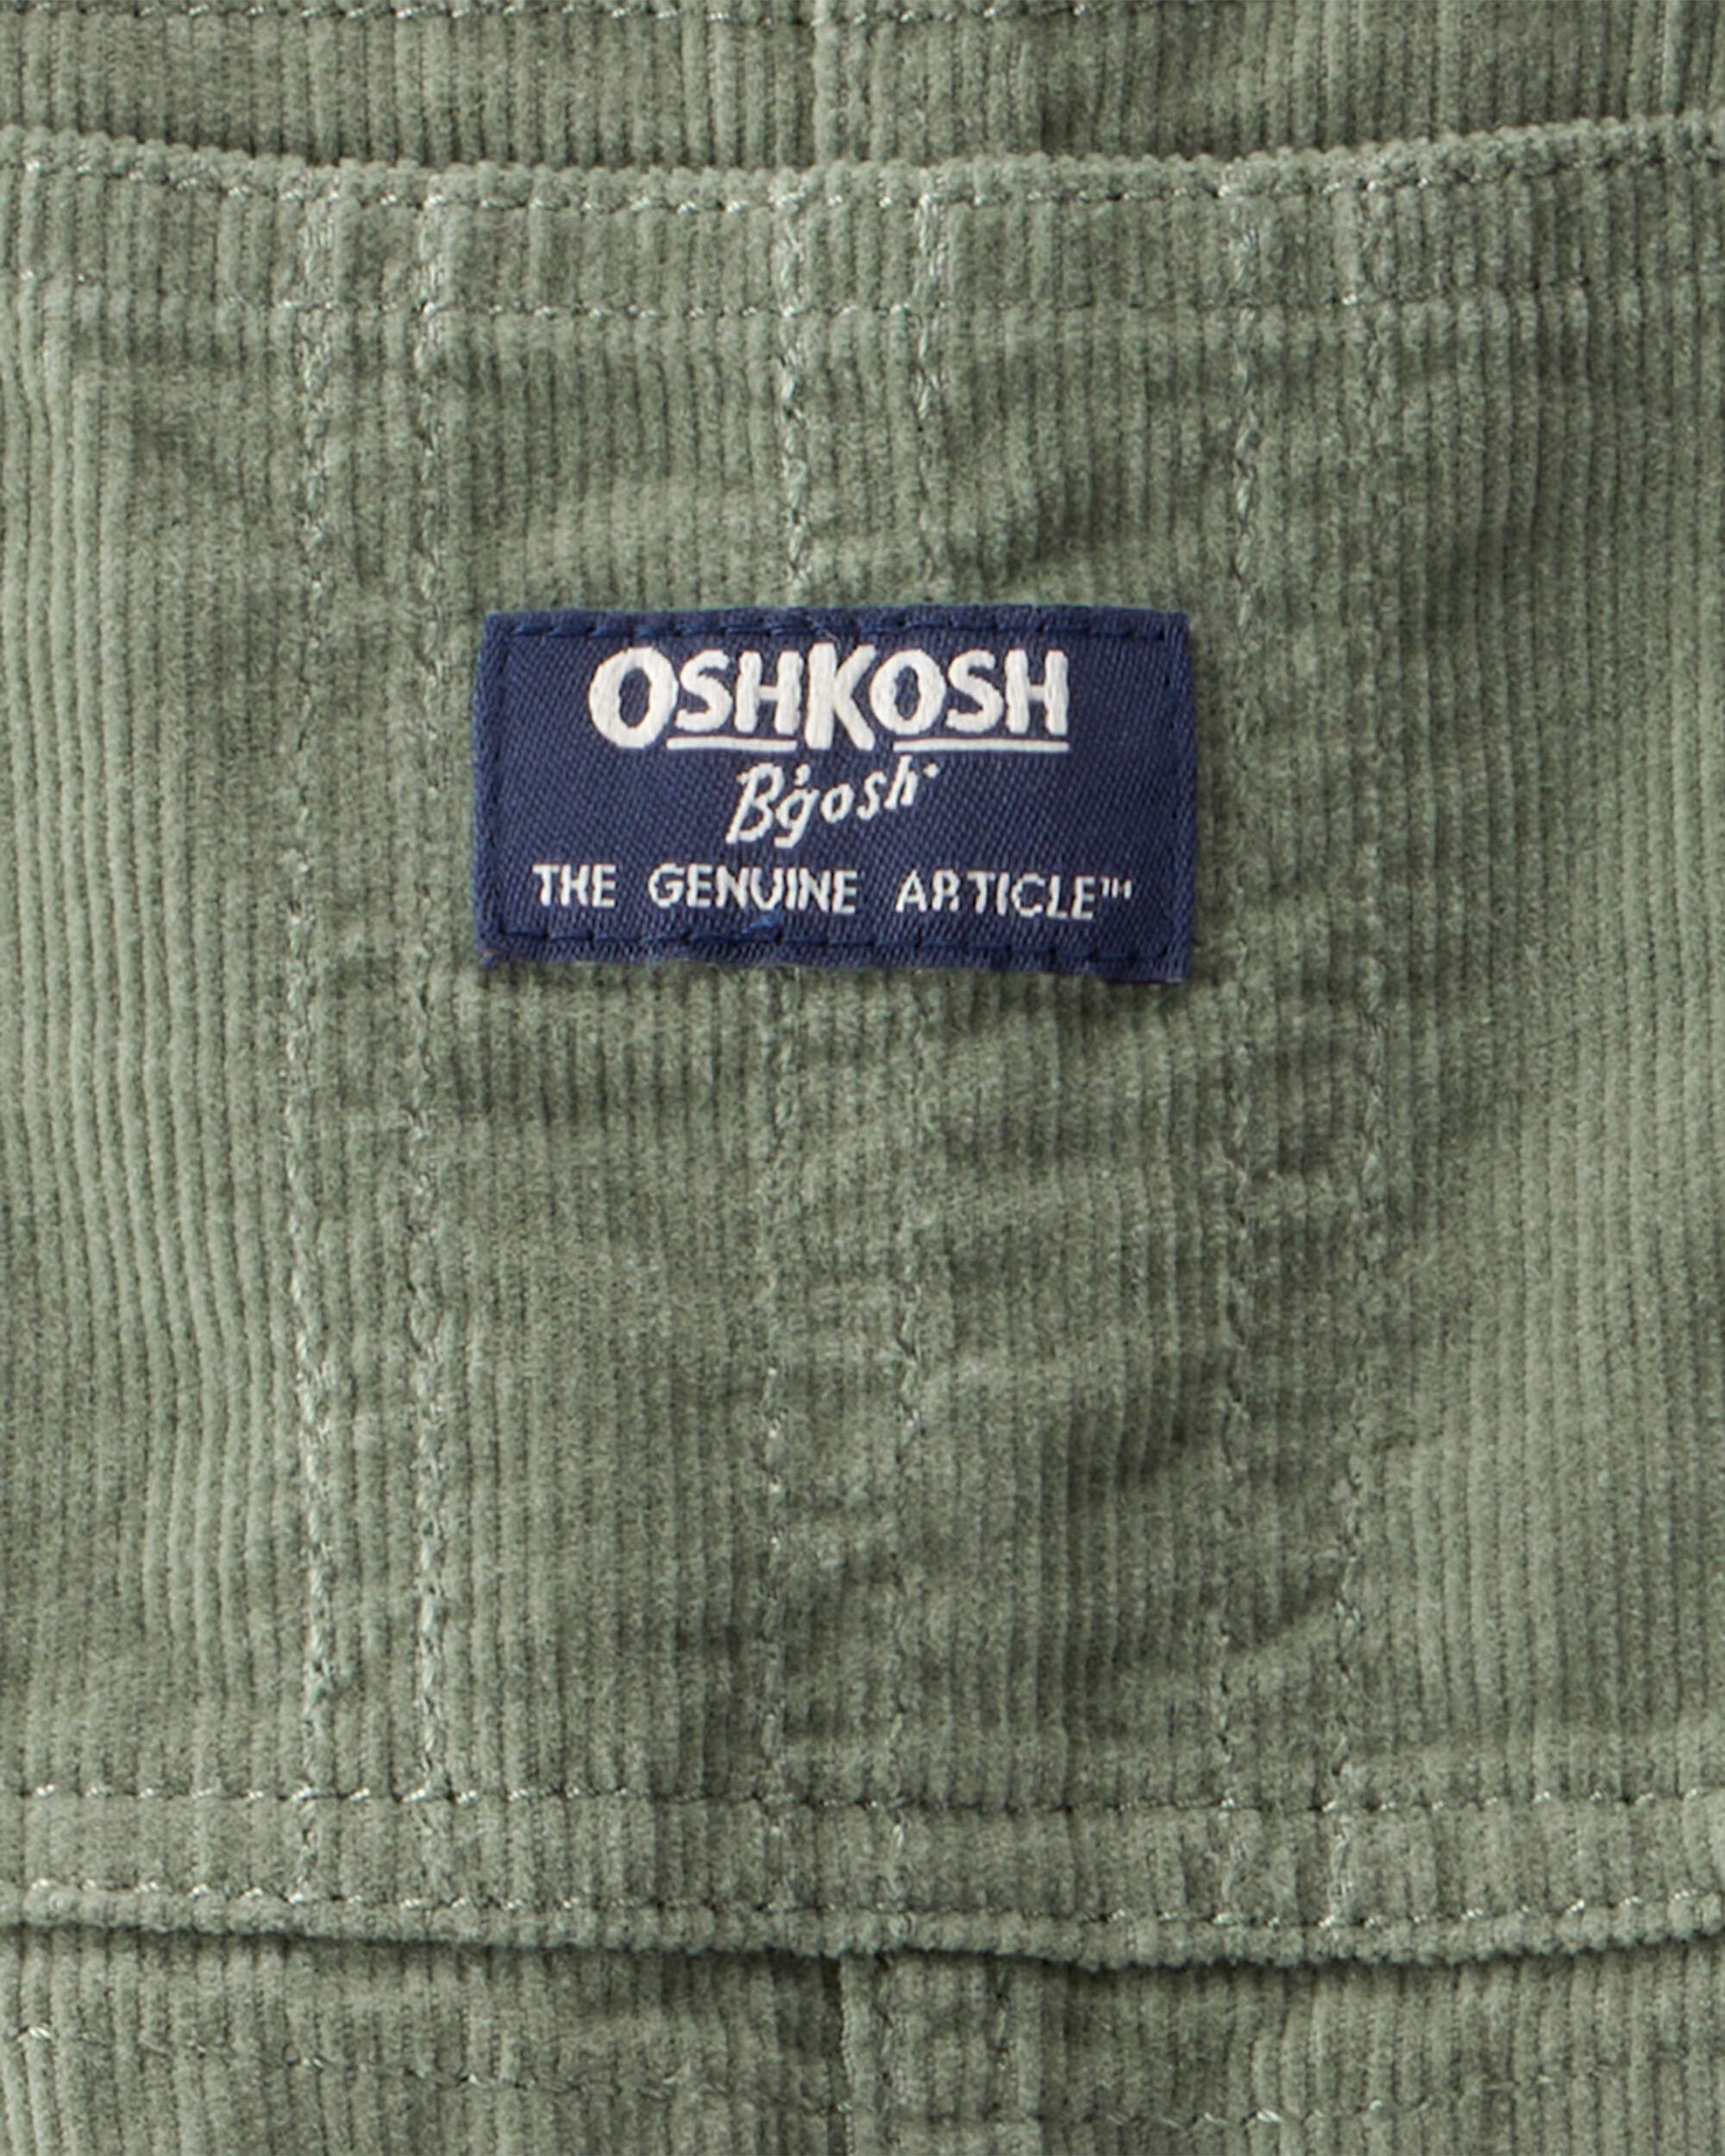 OSHKOSH
B'gosh
THE GENUINE ARTICLE™